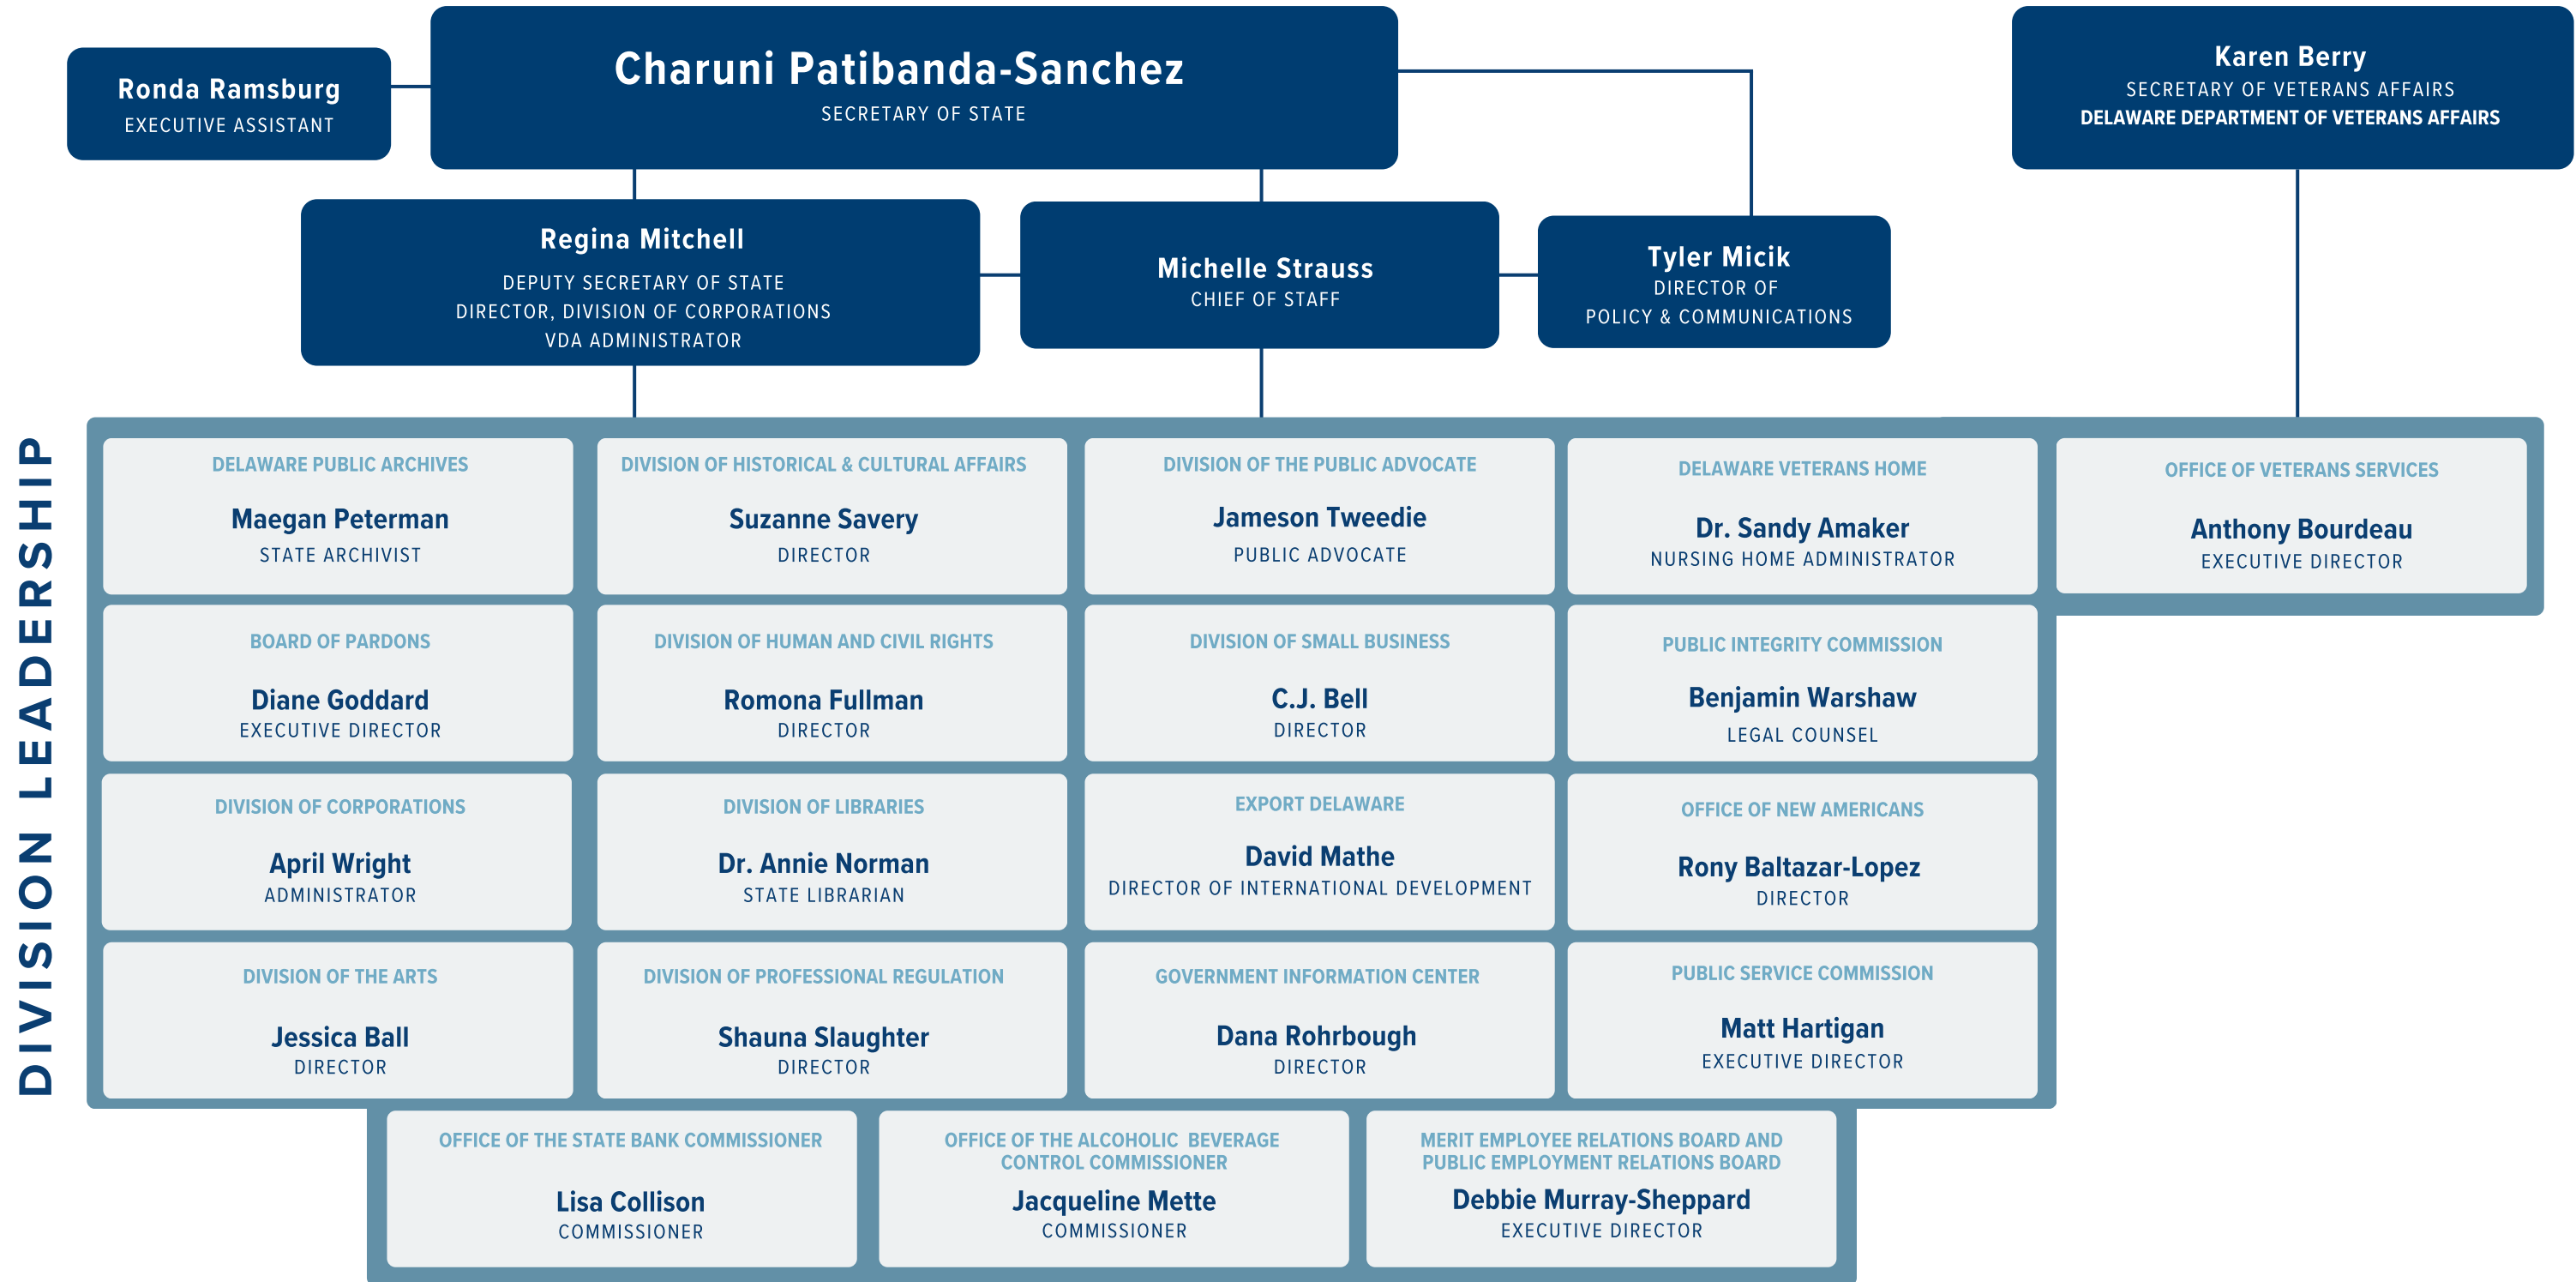 Ronda Ramsburg
EXECUTIVE ASSISTANT
Charuni Patibanda-Sanchez
SECRETARY OF STATE
Karen Berry
SECRETARY OF VETERANS AFFAIRS
DELAWARE DEPARTMENT OF VETERANS AFFAIRS
Regina Mitchell
DEPUTY SECRETARY OF STATE
DIRECTOR, DIVISION OF CORPORATIONS
VDA ADMINISTRATOR
Michelle Strauss
CHIEF OF STAFF
Tyler Micik
DIRECTOR OF
POLICY & COMMUNICATIONS
DIVISION LEADERSHIP
DELAWARE PUBLIC ARCHIVES
Maegan Peterman
STATE ARCHIVIST
DIVISION OF HISTORICAL & CULTURAL AFFAIRS
Suzanne Savery
DIRECTOR
DIVISION OF THE PUBLIC ADVOCATE
Jameson Tweedie
PUBLIC ADVOCATE
DELAWARE VETERANS HOME
Dr. Sandy Amaker
NURSING HOME ADMINISTRATOR
OFFICE OF VETERANS SERVICES
Anthony Bourdeau
EXECUTIVE DIRECTOR
BOARD OF PARDONS
Diane Goddard
EXECUTIVE DIRECTOR
DIVISION OF HUMAN AND CIVIL RIGHTS
Romona Fullman
DIRECTOR
DIVISION OF SMALL BUSINESS
C.J. Bell
DIRECTOR
PUBLIC INTEGRITY COMMISSION
Benjamin Warshaw
LEGAL COUNSEL
DIVISION OF CORPORATIONS
April Wright
ADMINISTRATOR
DIVISION OF LIBRARIES
Dr. Annie Norman
STATE LIBRARIAN
EXPORT DELAWARE
David Mathe
DIRECTOR OF INTERNATIONAL DEVELOPMENT
OFFICE OF NEW AMERICANS
Rony Baltazar-Lopez
DIRECTOR
DIVISION OF THE ARTS
Jessica Ball
DIRECTOR
DIVISION OF PROFESSIONAL REGULATION
Shauna Slaughter
DIRECTOR
GOVERNMENT INFORMATION CENTER
Dana Rohrbough
DIRECTOR
PUBLIC SERVICE COMMISSION
Matt Hartigan
EXECUTIVE DIRECTOR
OFFICE OF THE STATE BANK COMMISSIONER
Lisa Collison
COMMISSIONER
OFFICE OF THE ALCOHOLIC BEVERAGE
CONTROL COMMISSIONER
Jacqueline Mette
COMMISSIONER
MERIT EMPLOYEE RELATIONS BOARD AND
PUBLIC EMPLOYMENT RELATIONS BOARD
Debbie Murray-Sheppard
EXECUTIVE DIRECTOR